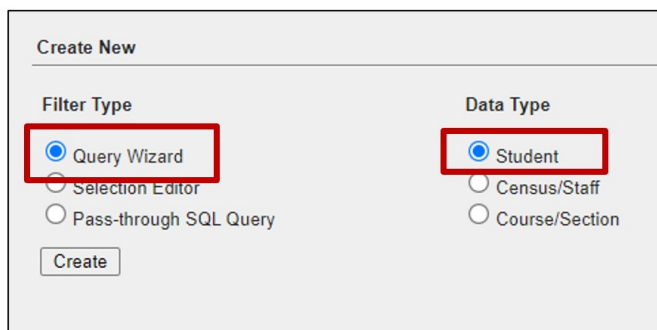 Create New
Filter Type
Query Wizard
Selection Editor
Pass-through SQL Query
Create
Data Type
Student
Census/Staff
Course/Section